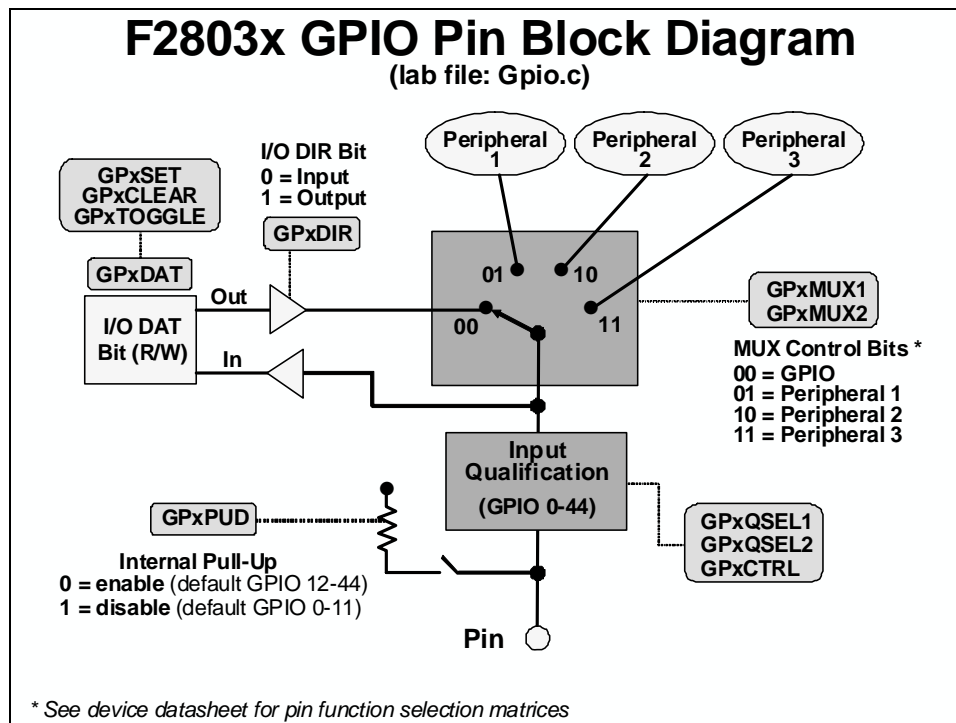 F2803x GPIO Pin Block Diagram
(lab file: Gpio.c)
Peripheral
1
Peripheral
2
Peripheral
3
I/O DIR Bit
0 = Input
1 = Output
GPxSET
GPxCLEAR
GPxTOGGLE
GPxDIR
GPxDAT
01
10
Out
00
11
I/O DAT
Bit (R/W)
In
GPxMUX1
GPxMUX2
MUX Control Bits *
00 = GPIO
01 = Peripheral 1
10 = Peripheral 2
11 = Peripheral 3
Input
Qualification
(GPIO 0-44)
GPxPUD
GPxQSEL1
GPxQSEL2
GPxCTRL
Internal Pull-Up
0 = enable (default GPIO 12-44)
1 = disable (default GPIO 0-11)
Pin
* See device datasheet for pin function selection matrices